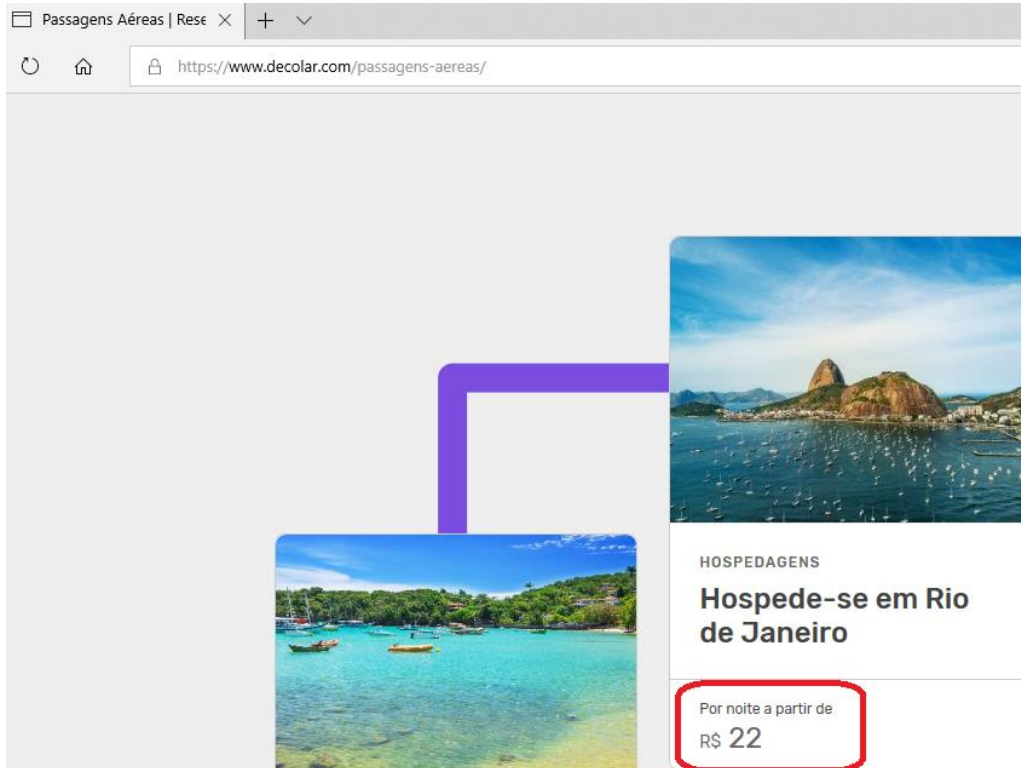 Passagens Aéreas | Rese
https://www.decolar.com/passagens-aereas/
HOSPEDAGENS
Hospede-se em Rio
de Janeiro
Por noite a partir de
R$ 22